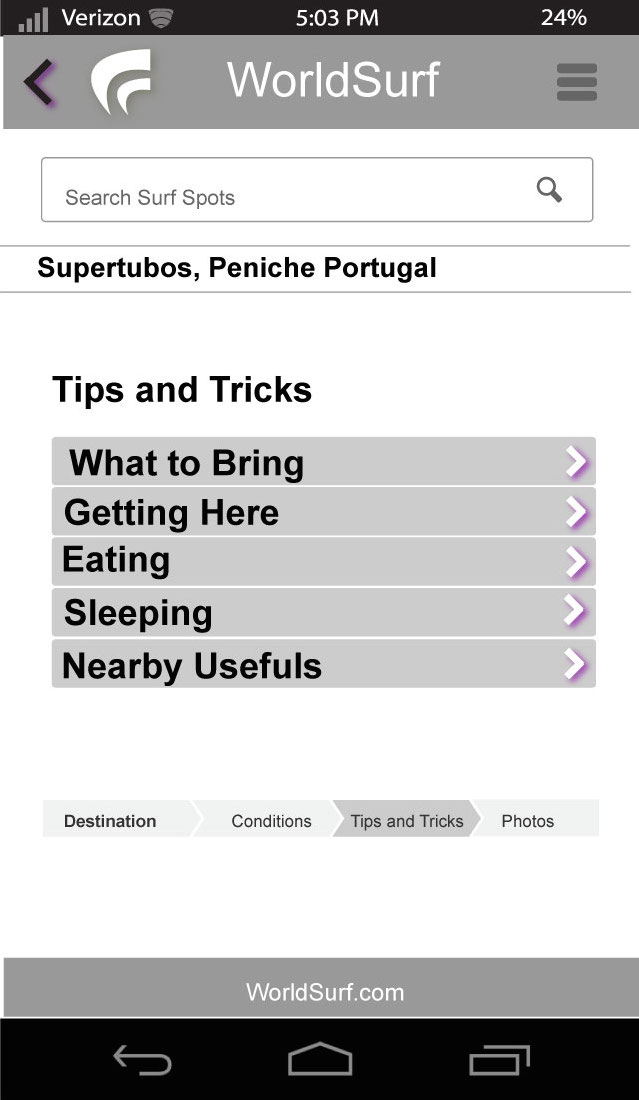 Verizon 5:03 PM 24%
WorldSurf
Search Surf Spots
Supertubos, Peniche Portugal
Tips and Tricks
What to Bring
Getting Here
Eating
Sleeping
Nearby Usefuls
Destination Conditions Tips and Tricks Photos
WorldSurf.com